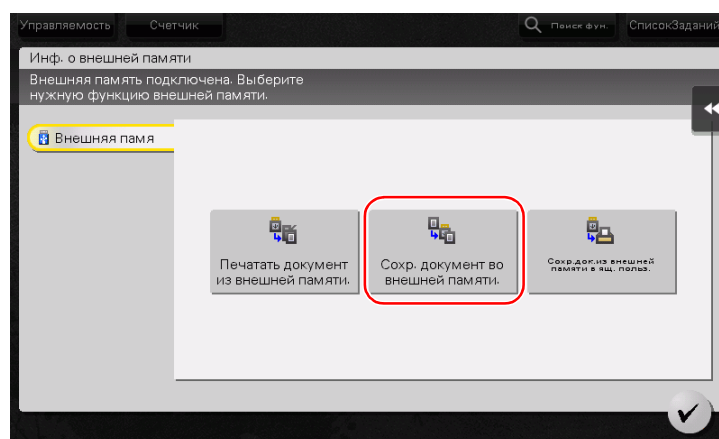 Управляемость Счетчик Поиск фун. СписокЗаданий
Инф. о внешней памяти
Внешняя память подключена. Выберите
нужную функцию внешней памяти.
Внешняя памя
Печатать документ
из внешней памяти.
Сохр. документ во
внешней памяти.
Сохр.док.из внешней
памяти в ящ. польз.